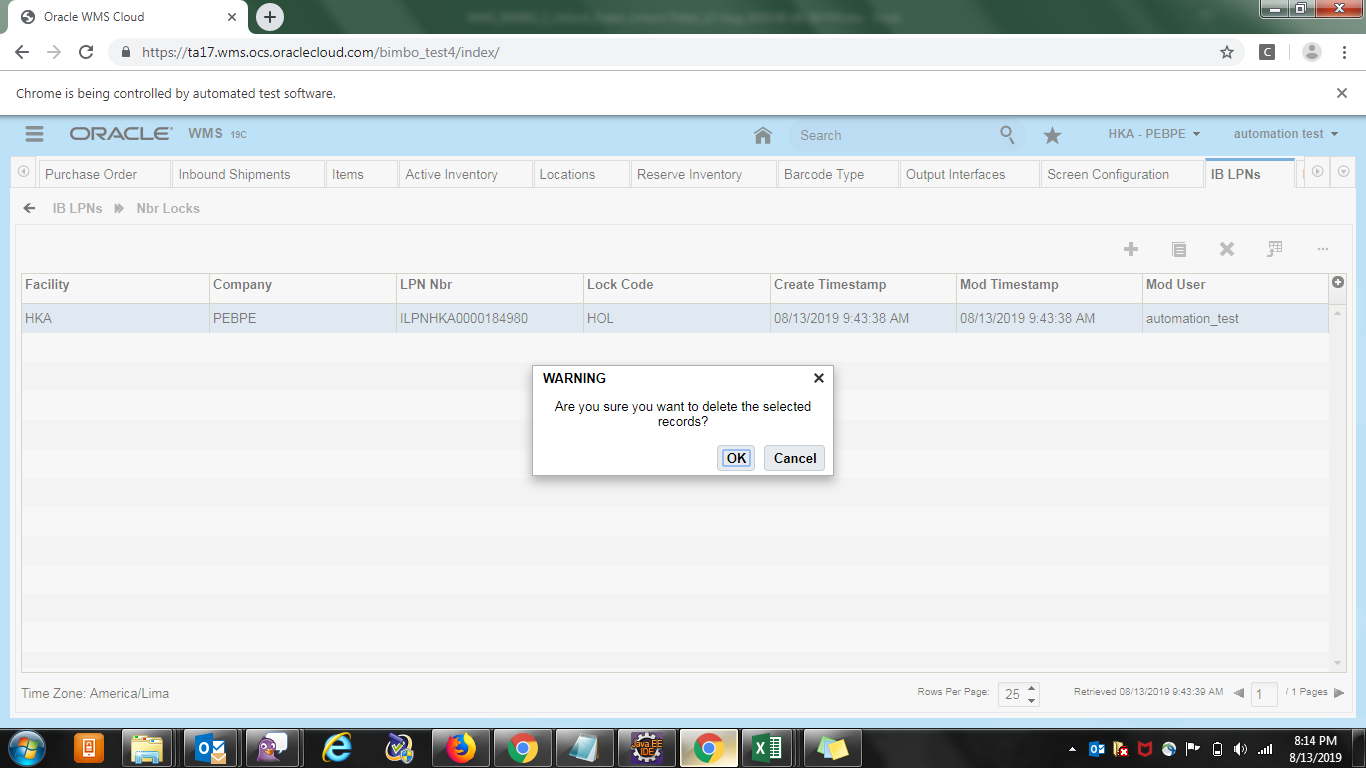 Oracle WMS Cloud
https://ta17.wms.ocs.oraclecloud.com/bimbo_test4/index/
C
Chrome is being controlled by automated test software.
ORACLE WMS 19C
Search
HKA - PEBPE
automation test
Purchase Order
Inbound Shipments
Items
Active Inventory
Locations
Reserve Inventory
Barcode Type
Output Interfaces
Screen Configuration
IB LPNs
IB LPNs
Nbr Locks
Facility
Company
LPN Nbr
Lock Code
Create Timestamp
Mod Timestamp
Mod User
HKA
PEBPE
ILPNHKA0000184980
HOL
08/13/2019 9:43:38 AM
08/13/2019 9:43:38 AM
automation_test
WARNING
Are you sure you want to delete the selected
records?
OK
Cancel
Time Zone: America/Lima
Rows Per Page: 25
Retrieved 08/13/2019 9:43:39 AM
1 / 1 Pages
Java EE
IDE
8:14 PM
8/13/2019